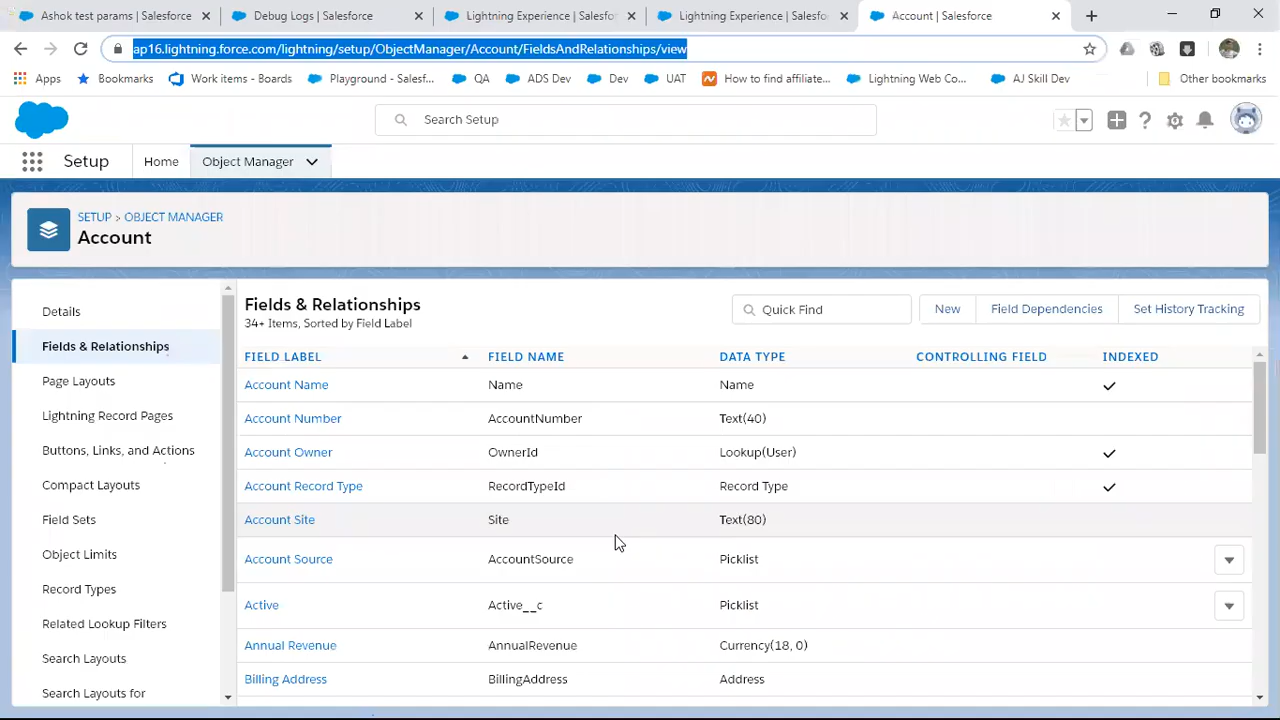 Ashok test params | Salesforce
Debug Logs | Salesforce
Lightning Experience | Salesfo
Lightning Experience | Salesfo
Account | Salesforce
ap16.lightning.force.com/lightning/setup/ObjectManager/Account/FieldsAndRelationships/view
Apps
Bookmarks
Work items - Boards
Playground - Salesf...
QA
ADS Dev
Dev
UAT
How to find affiliate...
Lightning Web Co...
AJ Skill Dev
Other bookmarks
Search Setup
Setup
Home
Object Manager
SETUP > OBJECT MANAGER
Account
Details
Fields & Relationships
Page Layouts
Lightning Record Pages
Buttons, Links, and Actions
Compact Layouts
Field Sets
Object Limits
Record Types
Related Lookup Filters
Search Layouts
Search Layouts for
Fields & Relationships
34+ Items, Sorted by Field Label
Quick Find
New
Field Dependencies
Set History Tracking
FIELD LABEL FIELD NAME DATA TYPE CONTROLLING FIELD INDEXED
Account Name Name Name
Account Number AccountNumber Text(40)
Account Owner OwnerId Lookup(User)
Account Record Type RecordTypeId Record Type
Account Site Site Text(80)
Account Source AccountSource Picklist
Active Active__c Picklist
Annual Revenue AnnualRevenue Currency(18, 0)
Billing Address BillingAddress Address